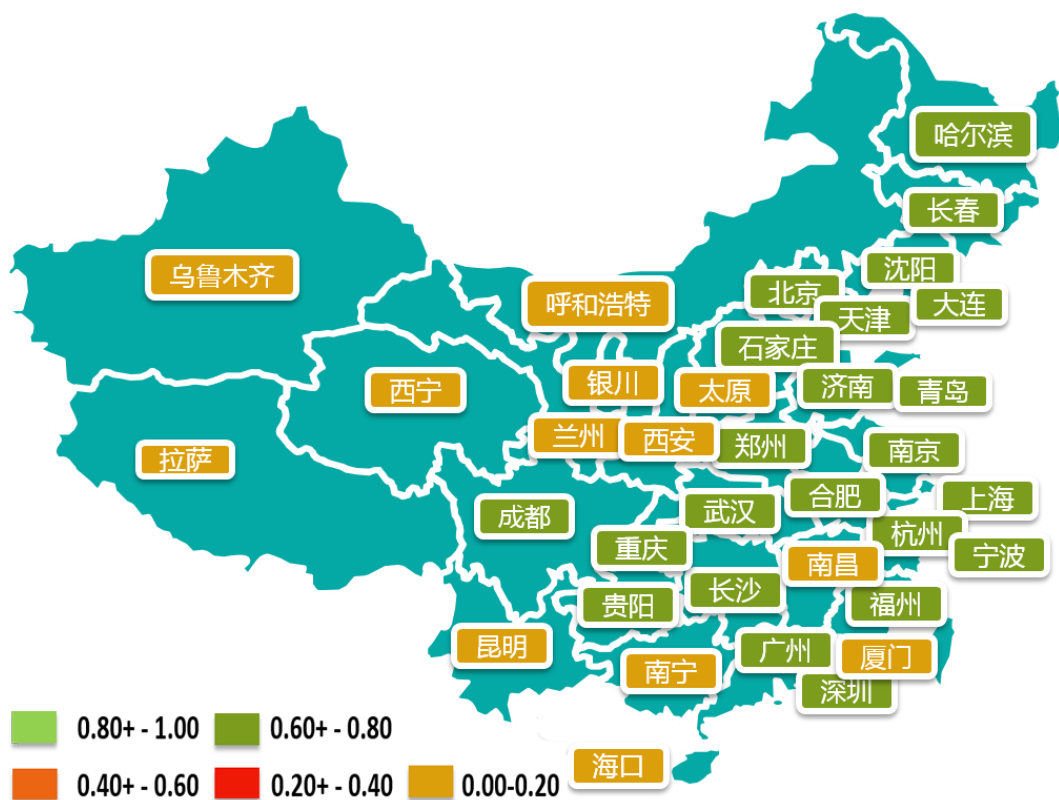 哈尔滨
长春
沈阳
乌鲁木齐
呼和浩特
北京
大连
天津
石家庄
西宁
银川
太原
济南
青岛
兰州
西安
郑州
南京
拉萨
合肥
上海
成都
武汉
杭州
重庆
宁波
南昌
贵阳
长沙
福州
昆明
广州
厦门
南宁
深圳
海口
0.80+ - 1.00
0.60+ - 0.80
0.40+ - 0.60
0.20+ - 0.40
0.00-0.20